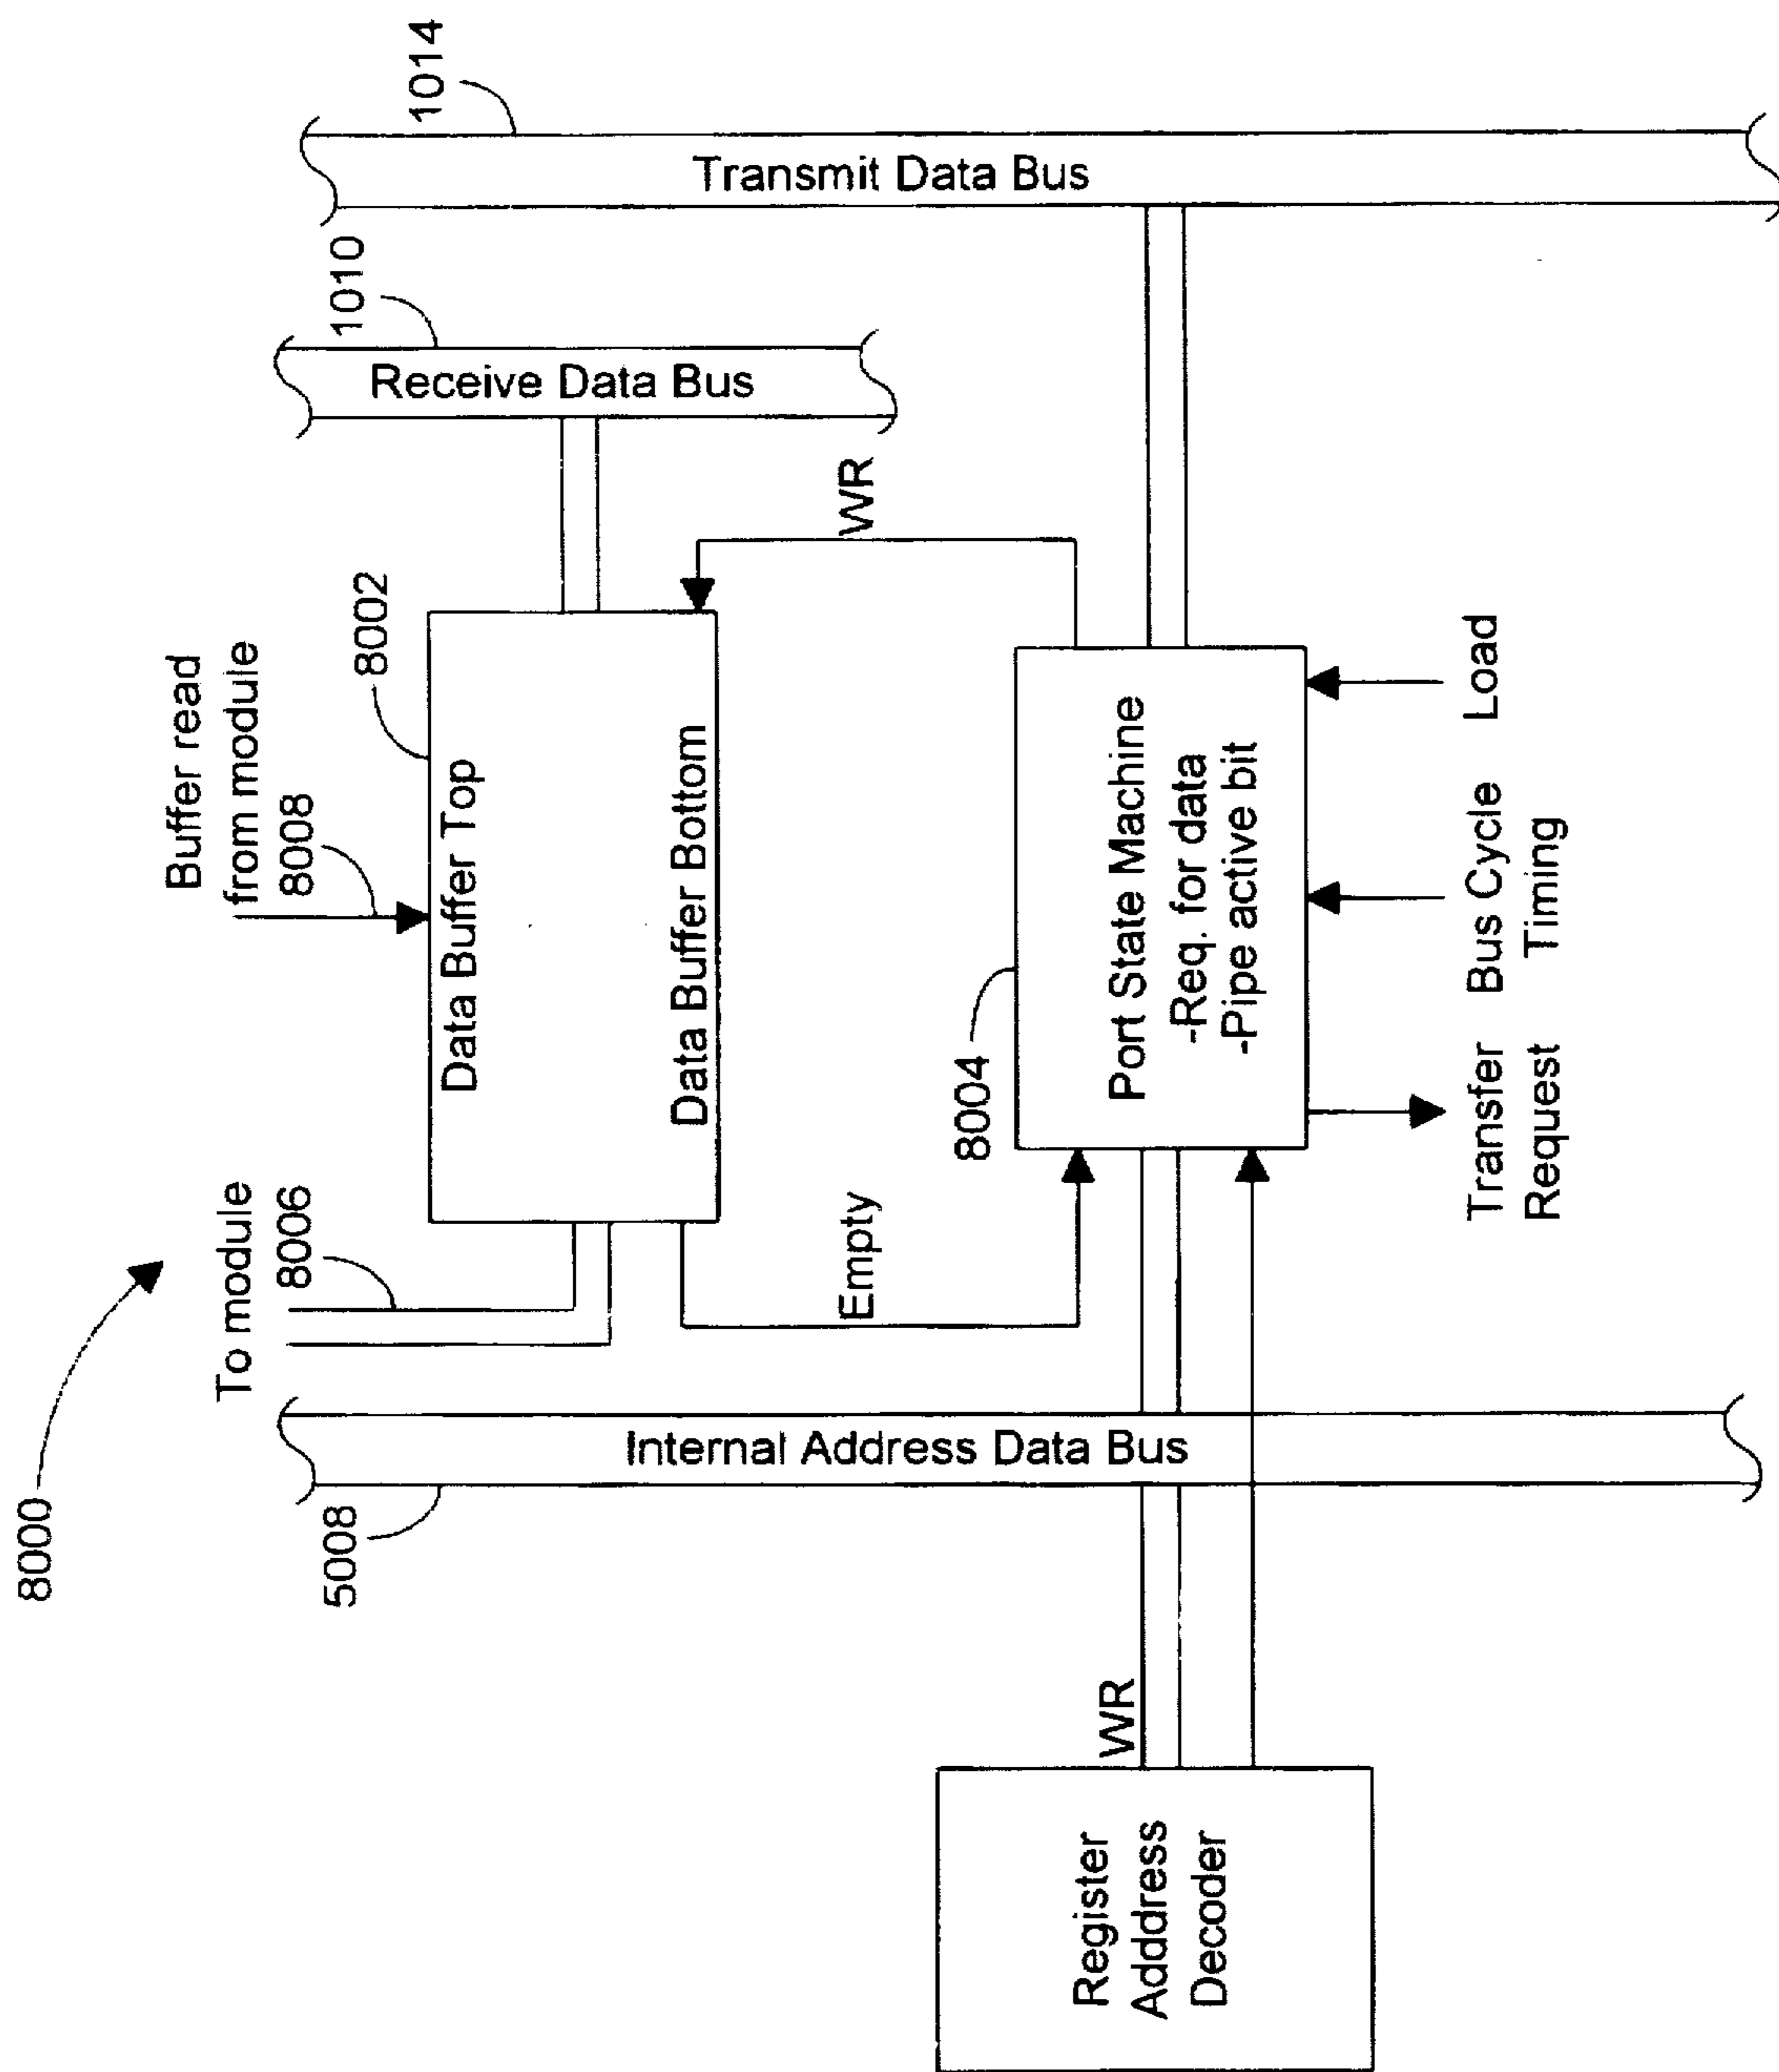 8000
Buffer read
from module
8008
To module
8006
5008
8002
1010
1014
Data Buffer Top
Data Buffer Bottom
Receive Data Bus
Transmit Data Bus
Internal Address Data Bus
Empty
WR
8004
WR
Register
Adddress
Decoder
Port State Machine
-Req. for data
-Pipe active bit
Transfer
Request
Bus Cycle
Timing
Load